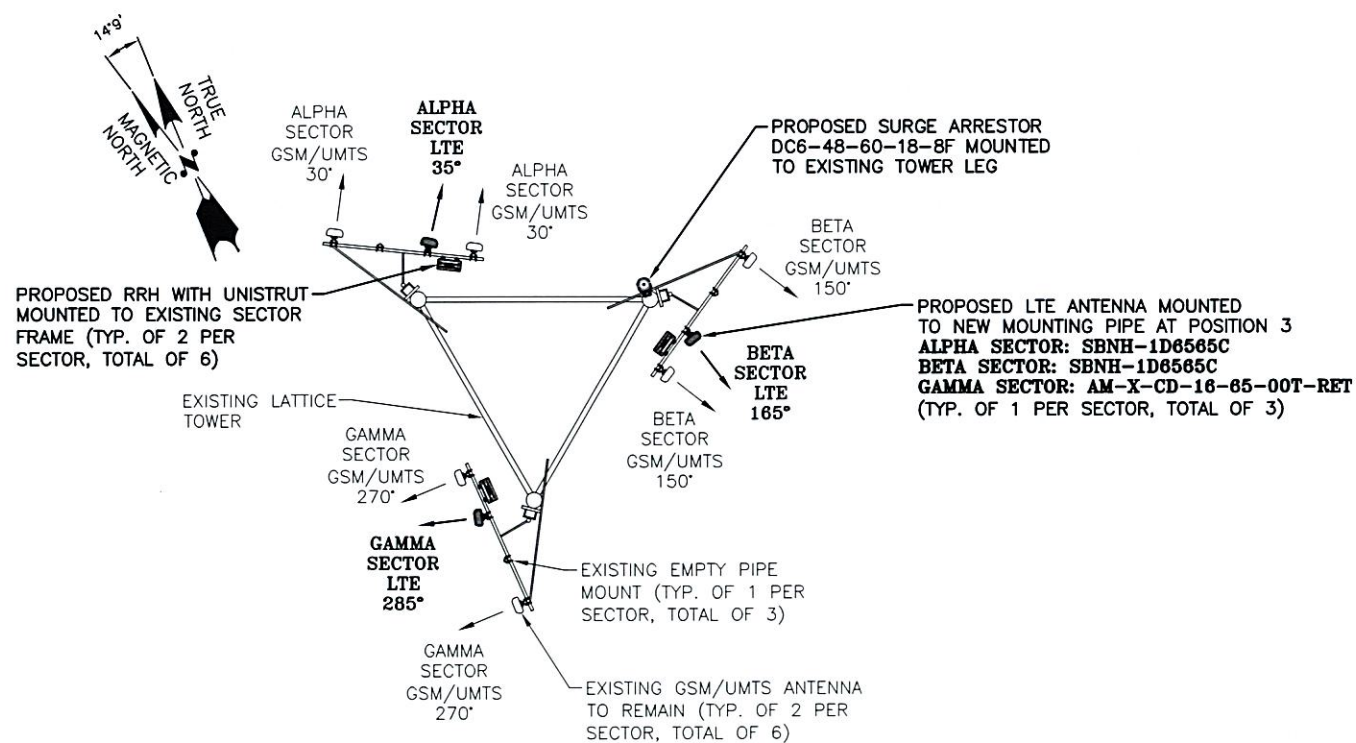 14°9'
TRUE
NORTH
MAGNETIC
NORTH
ALPHA
SECTOR
GSM/UMTS
30°
ALPHA
SECTOR
LTE
35°
ALPHA
SECTOR
GSM/UMTS
30°
PROPOSED SURGE ARRESTOR
DC6-48-60-18-8F MOUNTED
TO EXISTING TOWER LEG
BETA
SECTOR
GSM/UMTS
150°
PROPOSED RRH WITH UNISTRUT
MOUNTED TO EXISTING SECTOR
FRAME (TYP. OF 2 PER
SECTOR, TOTAL OF 6)
PROPOSED LTE ANTENNA MOUNTED
TO NEW MOUNTING PIPE AT POSITION 3
ALPHA SECTOR: SBNH-1D6565C
BETA SECTOR: SBNH-1D6565C
GAMMA SECTOR: AM-X-CD-16-65-00T-RET
(TYP. OF 1 PER SECTOR, TOTAL OF 3)
BETA
SECTOR
LTE
165°
EXISTING LATTICE
TOWER
BETA
SECTOR
GSM/UMTS
150°
GAMMA
SECTOR
GSM/UMTS
270°
GAMMA
SECTOR
LTE
285°
EXISTING EMPTY PIPE
MOUNT (TYP. OF 1 PER
SECTOR, TOTAL OF 3)
GAMMA
SECTOR
GSM/UMTS
270°
EXISTING GSM/UMTS ANTENNA
TO REMAIN (TYP. OF 2 PER
SECTOR, TOTAL OF 6)